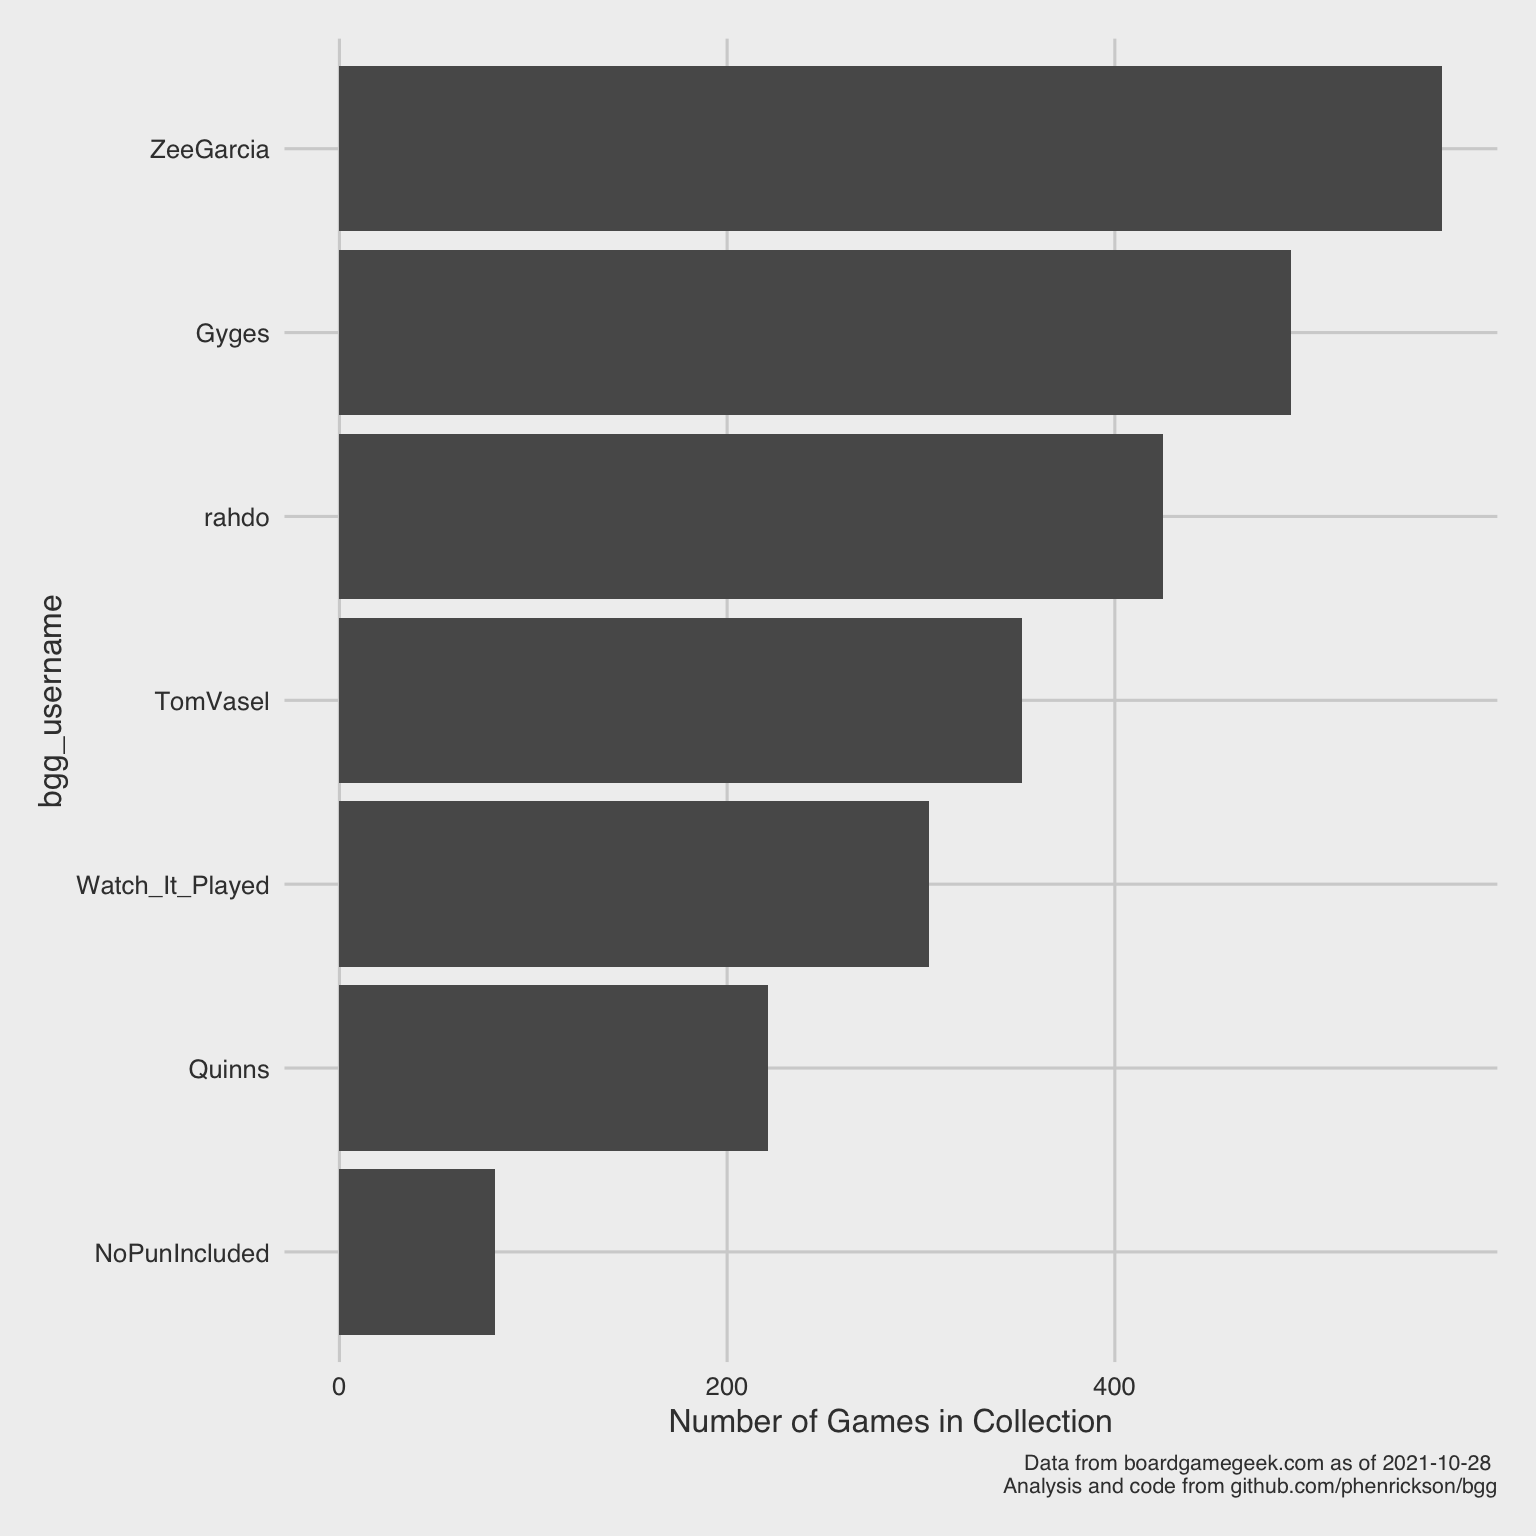 bgg_username
ZeeGarcia
Gyges
rahdo
TomVasel
Watch_It_Played
Quinns
NoPunIncluded
0 200 400
Number of Games in Collection
Data from boardgamegeek.com as of 2021-10-28
Analysis and code from github.com/phenrickson/bgg